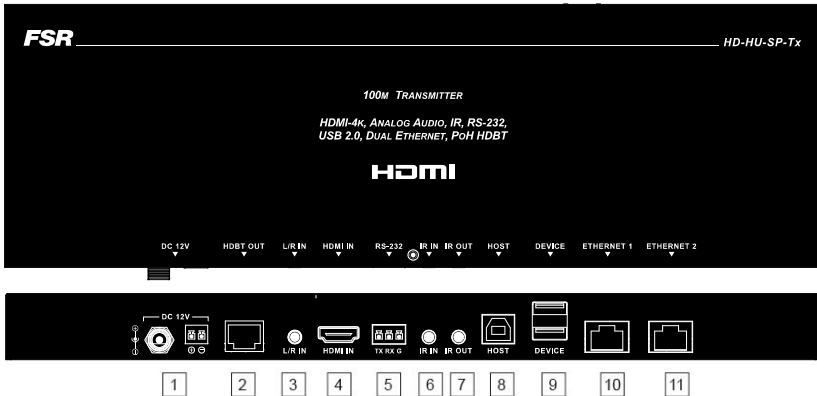 FSR
HD-HU-SP-Tx
100M TRANSMITTER
HDMI-4K, ANALOG AUDIO, IR, RS-232,
USB 2.0, DUAL ETHERNET, POH HDBT
HDMI
DC 12V HDBT OUT L/R IN HDMI IN RS-232 IR IN IR OUT HOST DEVICE ETHERNET 1 ETHERNET 2
DC 12V
L/R IN HDMI IN TX RX G IR IN IR OUT HOST DEVICE
1 2 3 4 5 6 7 8 9 10 11